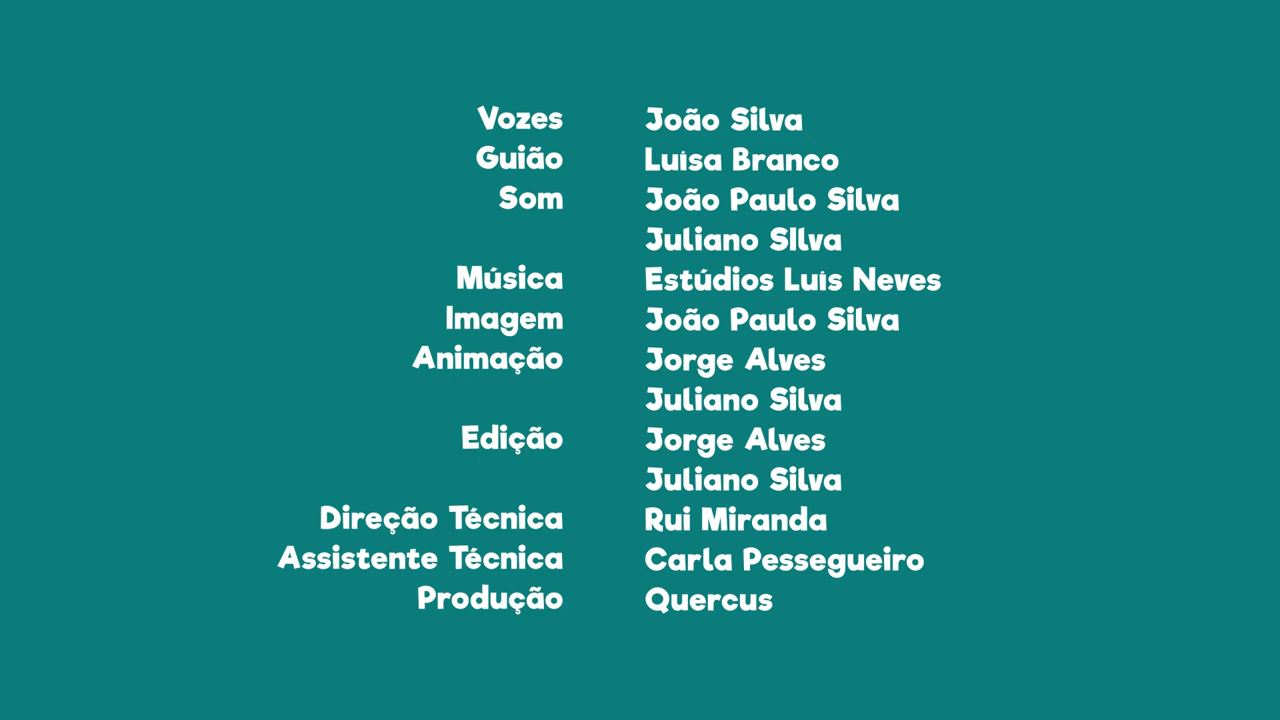 Vozes João Silva
Guião Luísa Branco
Som João Paulo Silva
Juliano SIlva
Música Estúdios Luís Neves
Imagem João Paulo Silva
Animação Jorge Alves
Juliano Silva
Edição Jorge Alves
Juliano Silva
Direção Técnica Rui Miranda
Assistente Técnica Carla Pessegueiro
Produção Quercus